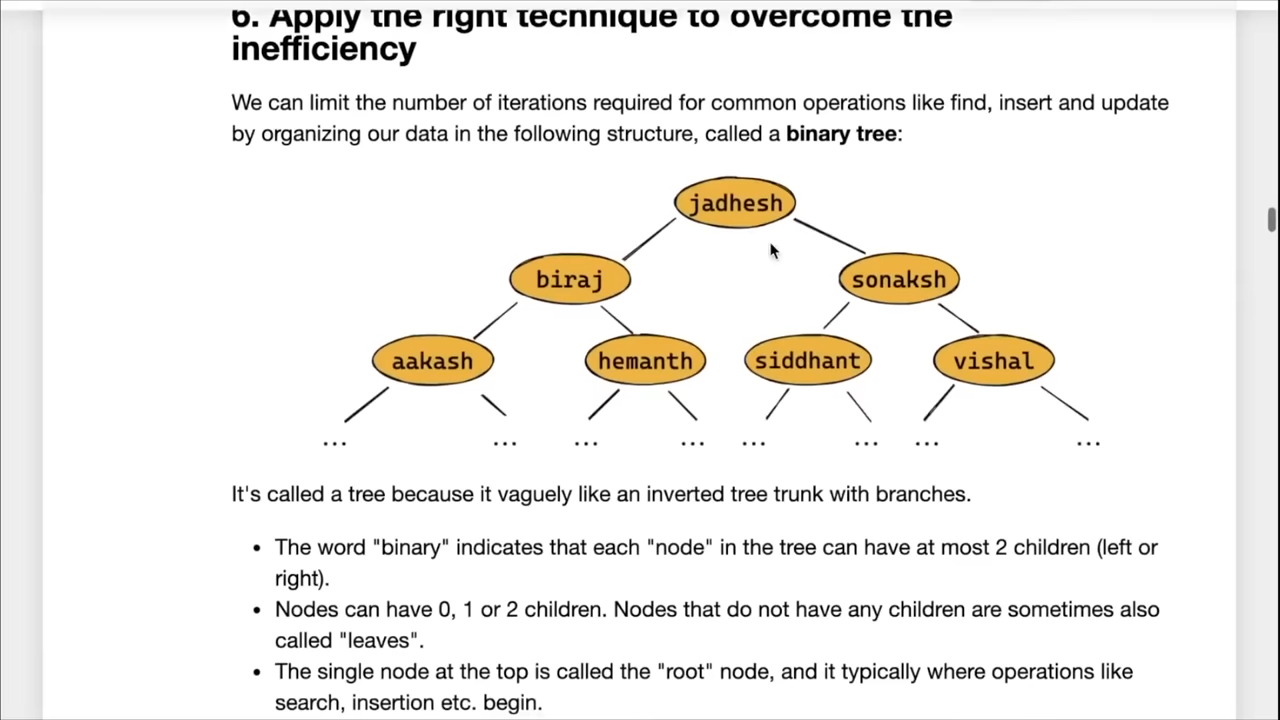 6. Apply the right technique to overcome the
inefficiency
We can limit the number of iterations required for common operations like find, insert and update
by organizing our data in the following structure, called a binary tree:
jadhesh
biraj
sonaksh
aakash
hemanth
siddhant
vishal
... ... ... ... ... ... ... ...
It's called a tree because it vaguely like an inverted tree trunk with branches.
• The word "binary" indicates that each "node" in the tree can have at most 2 children (left or
right).
• Nodes can have 0, 1 or 2 children. Nodes that do not have any children are sometimes also
called "leaves".
• The single node at the top is called the "root" node, and it typically where operations like
search, insertion etc. begin.